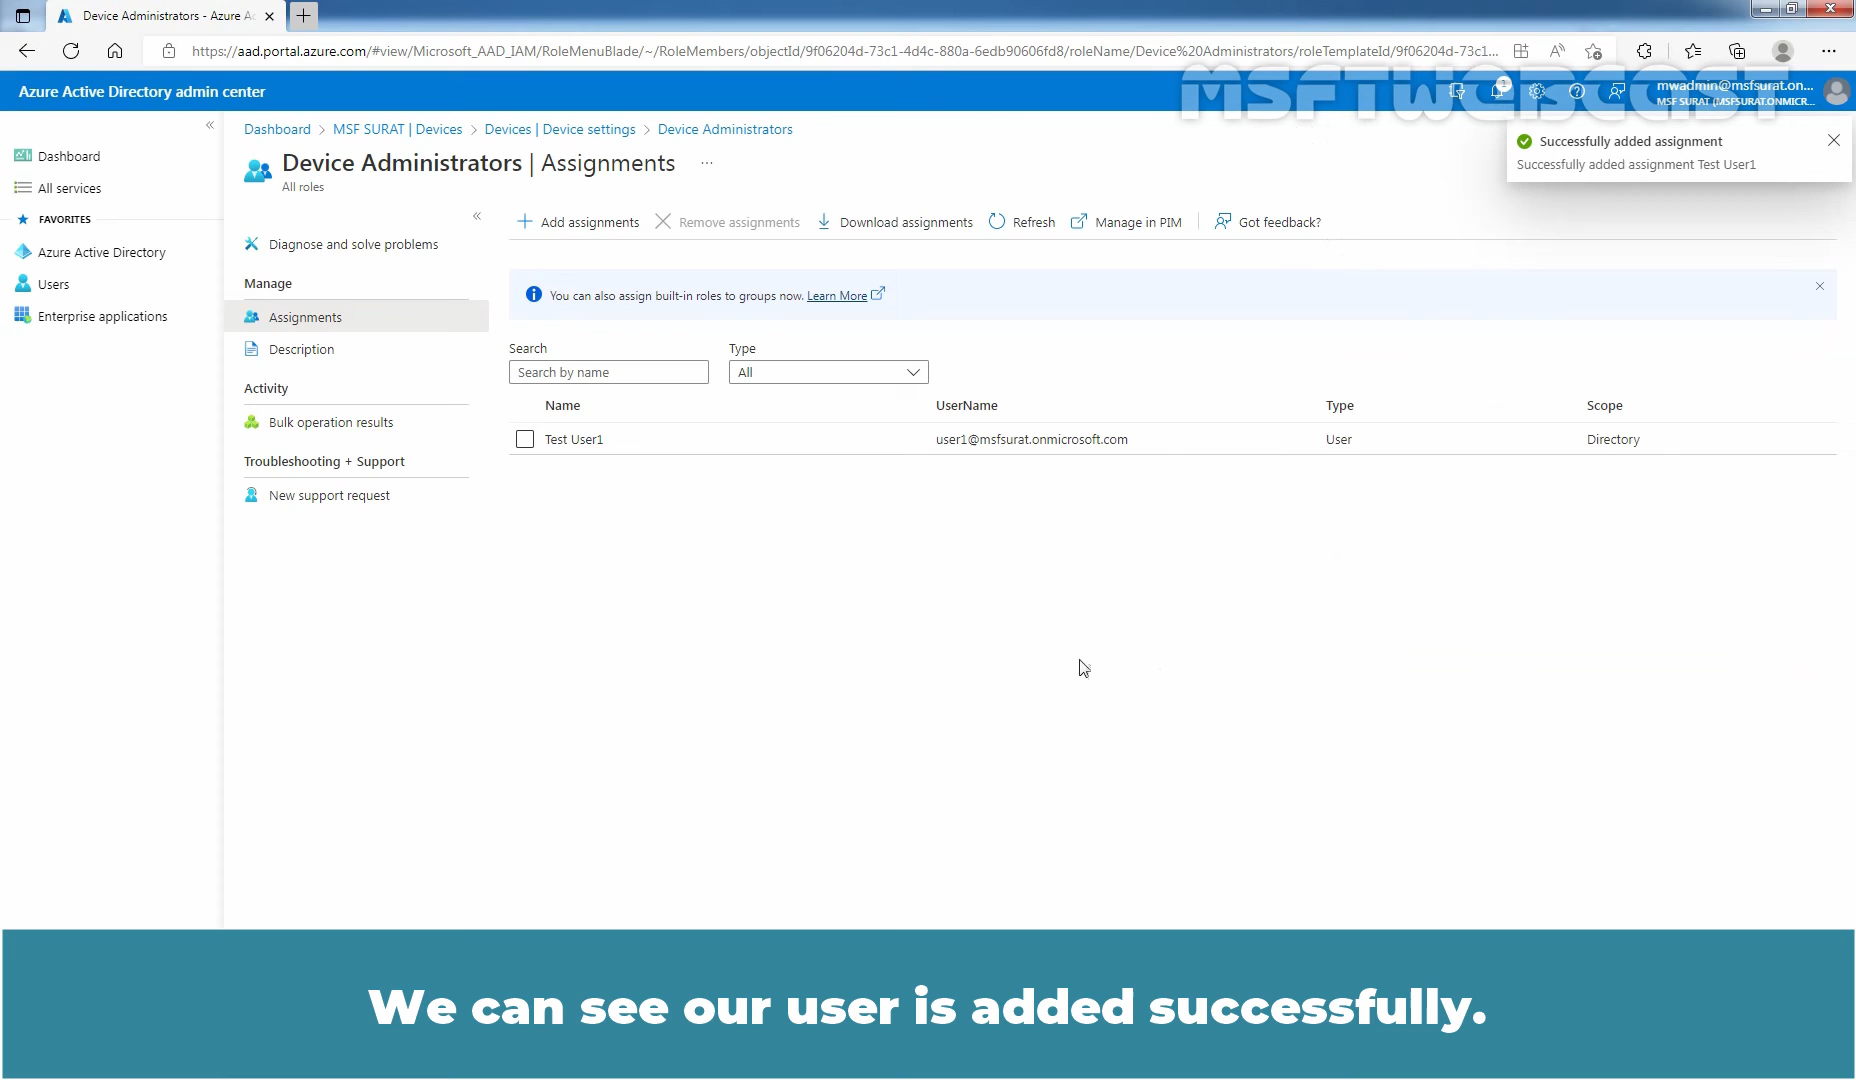 Device Administrators - Azure Ac
https://aad.portal.azure.com/#view/Microsoft_AAD_IAM/RoleMenuBlade/~/RoleMembers/objectId/9f06204d-73c1-4d4c-880a-6edb90606fd8/roleName/Device%20Administrators/roleTemplateId/9f06204d-73c1...
Azure Active Directory admin center
MSFTWEBCAST
1
mwadmin@msfsurat.on...
MSF SURAT (MSFSURAT.ONMICR...
Dashboard > MSF SURAT | Devices > Devices | Device settings > Device Administrators
Device Administrators | Assignments ...
All roles
Successfully added assignment
Successfully added assignment Test User1
Dashboard
All services
FAVORITES
Azure Active Directory
Users
Enterprise applications
Diagnose and solve problems
Manage
Assignments
Description
Activity
Bulk operation results
Troubleshooting + Support
New support request
Add assignments
Remove assignments
Download assignments
Refresh
Manage in PIM
Got feedback?
You can also assign built-in roles to groups now. Learn More
Search
Type
Search by name
All
Name UserName Type Scope
Test User1 user1@msfsurat.onmicrosoft.com User Directory
We can see our user is added successfully.